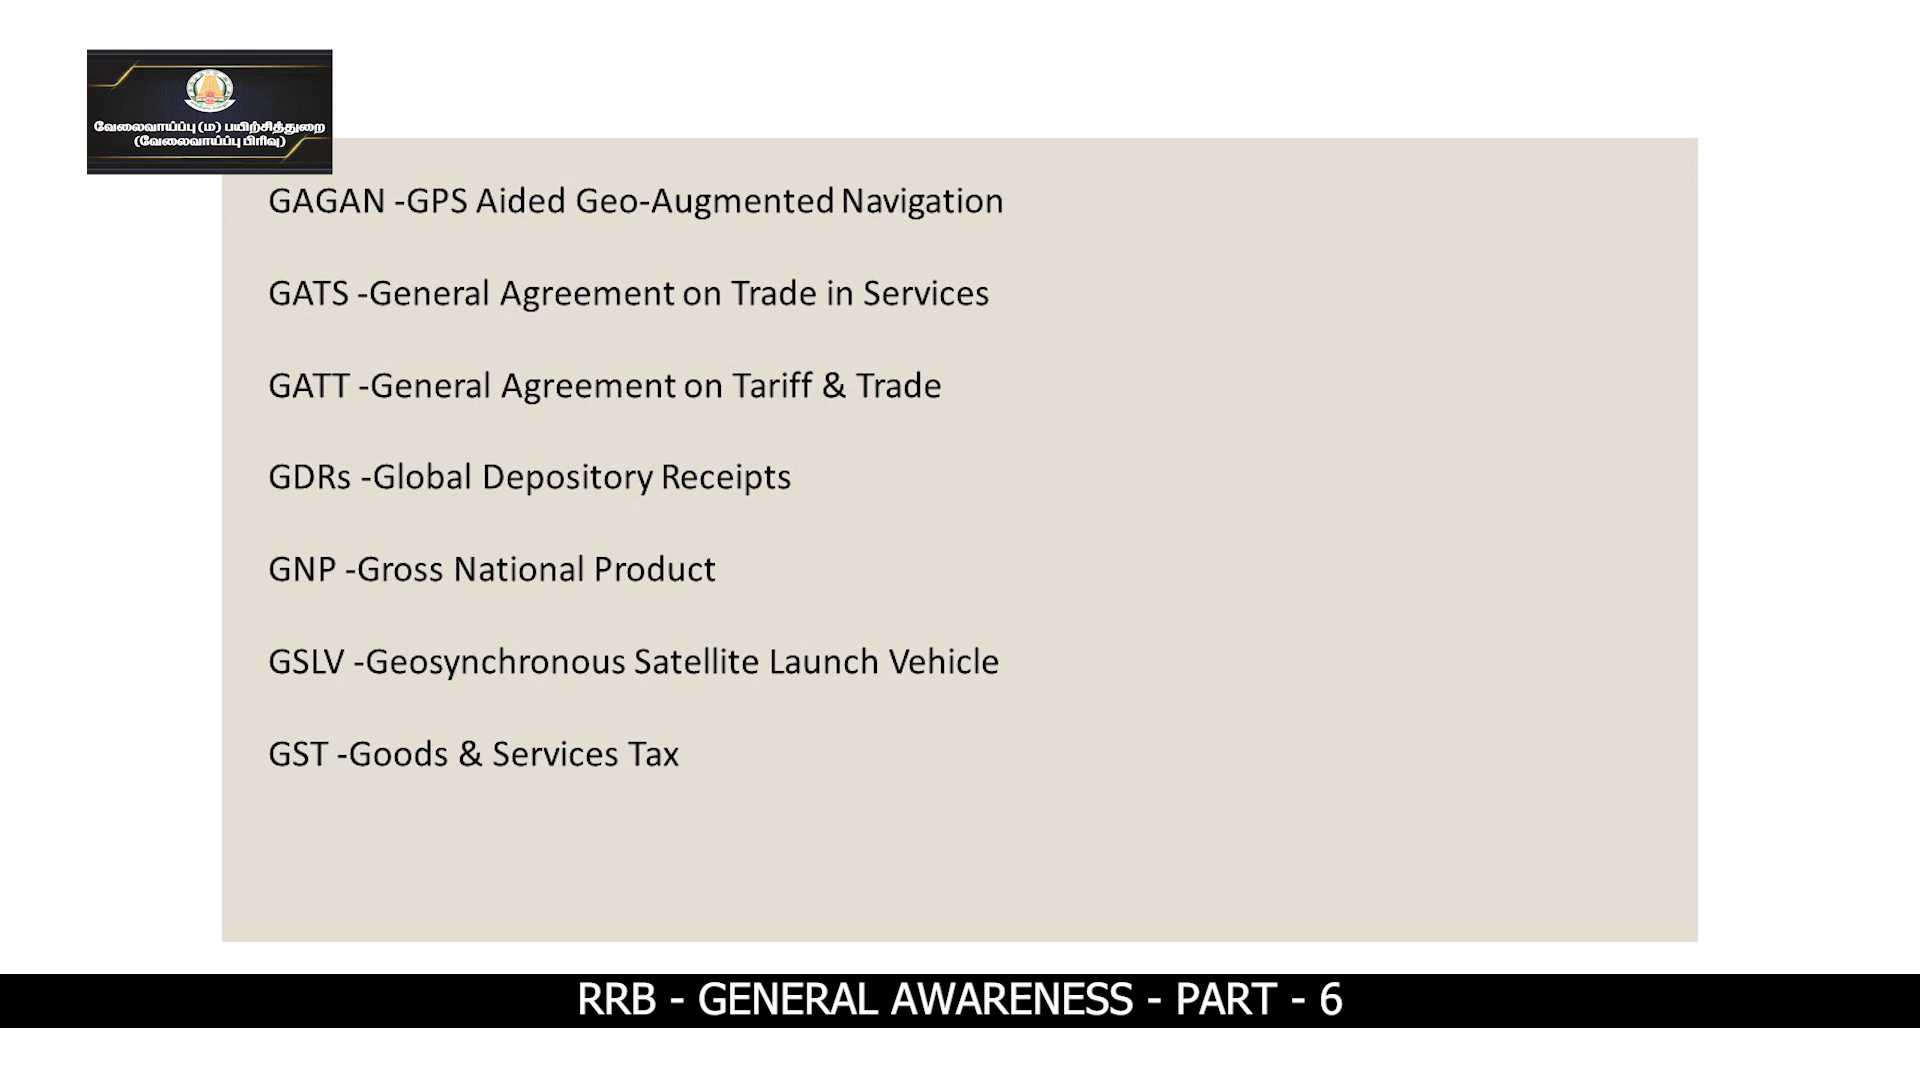 வேலைவாய்ப்பு (ம) பயிற்சித்துறை
(வேலைவாய்ப்பு பிரிவு)
GAGAN -GPS Aided Geo-Augmented Navigation
GATS -General Agreement on Trade in Services
GATT -General Agreement on Tariff & Trade
GDRs -Global Depository Receipts
GNP -Gross National Product
GSLV -Geosynchronous Satellite Launch Vehicle
GST -Goods & Services Tax
RRB - GENERAL AWARENESS - PART - 6